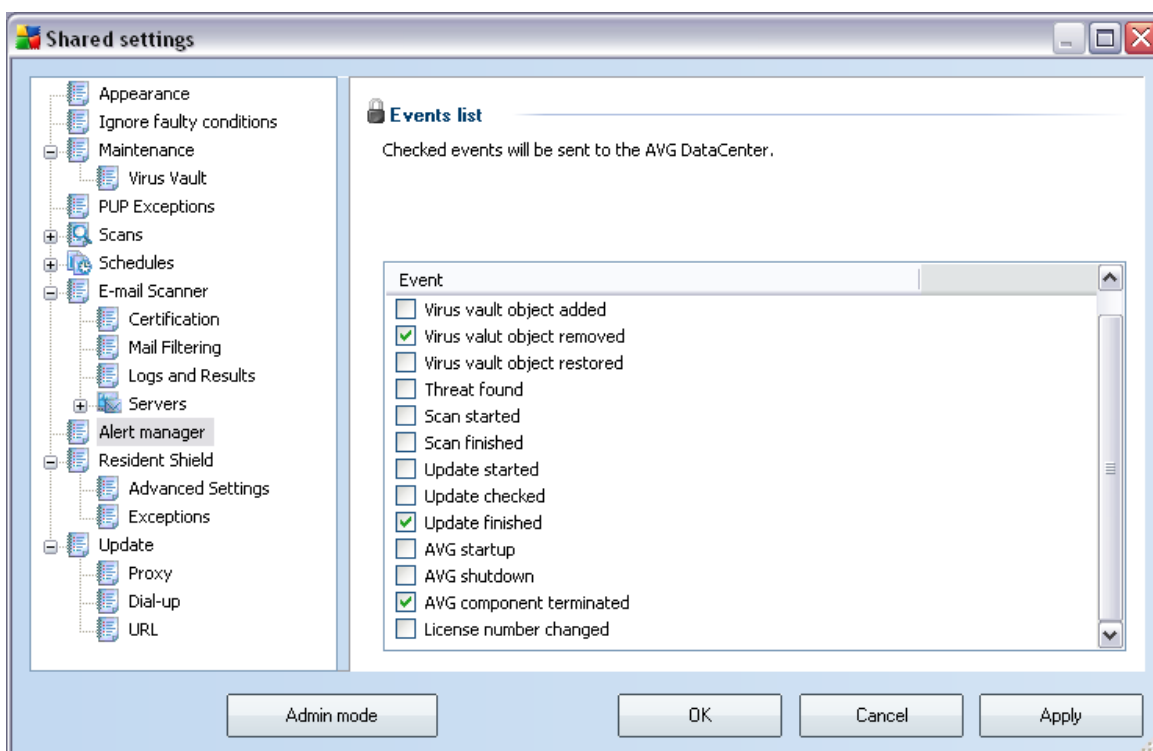 Shared settings
Appearance
Ignore faulty conditions
Maintenance
Virus Vault
PUP Exceptions
Scans
Schedules
E-mail Scanner
Certification
Mail Filtering
Logs and Results
Servers
Alert manager
Resident Shield
Advanced Settings
Exceptions
Update
Proxy
Dial-up
URL
Events list
Checked events will be sent to the AVG DataCenter.
Event
Virus vault object added
Virus valut object removed
Virus vault object restored
Threat found
Scan started
Scan finished
Update started
Update checked
Update finished
AVG startup
AVG shutdown
AVG component terminated
License number changed
Admin mode
OK
Cancel
Apply